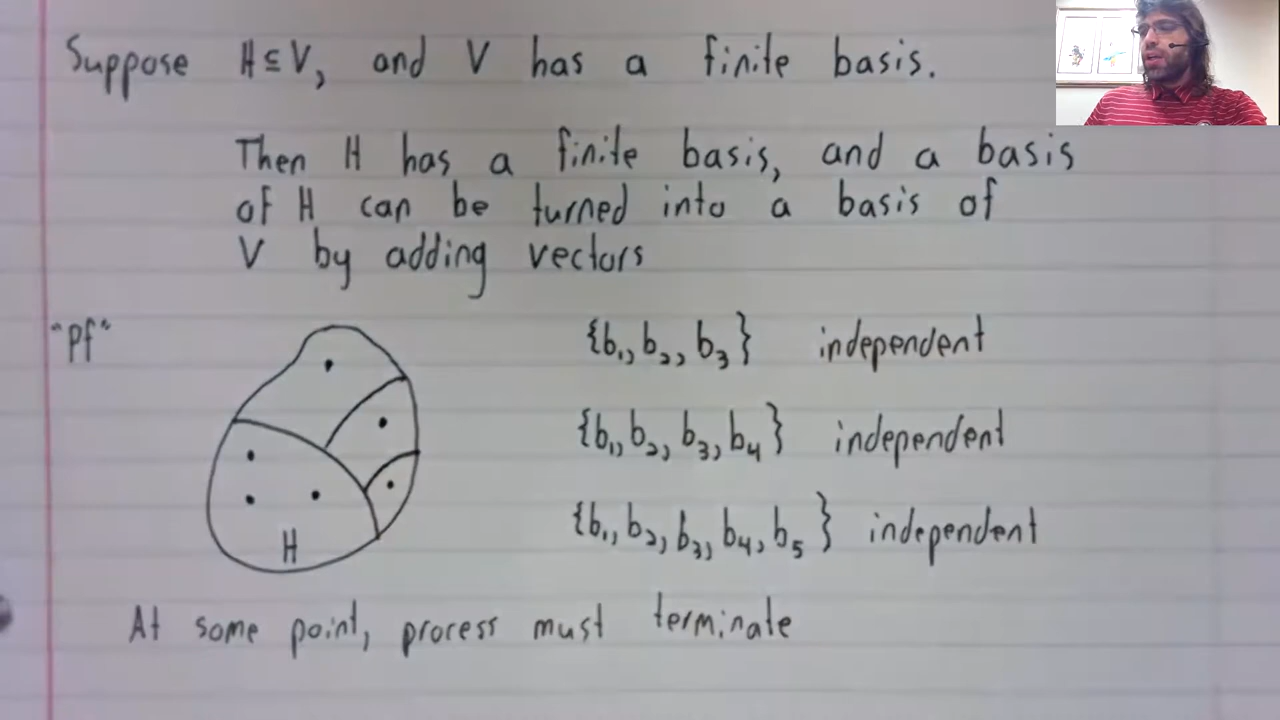 Suppose H⊆V, and V has a finite basis.
Then H has a finite basis, and a basis
of H can be turned into a basis of
V by adding vectors
"Pf"
{b₁, b₂, b₃} independent
{b₁, b₂, b₃, b₄} independent
{b₁, b₂, b₃, b₄, b₅} independent
H
At some point, process must terminate